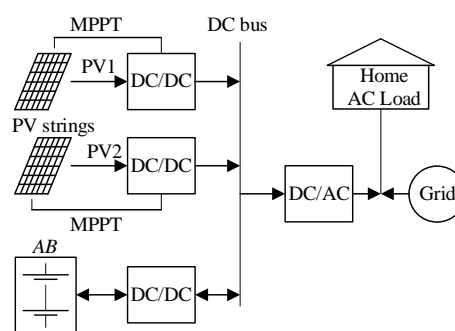 MPPT
DC bus
PV1
DC/DC
Home
AC Load
PV strings
PV2
DC/DC
DC/AC
Grid
MPPT
AB
DC/DC